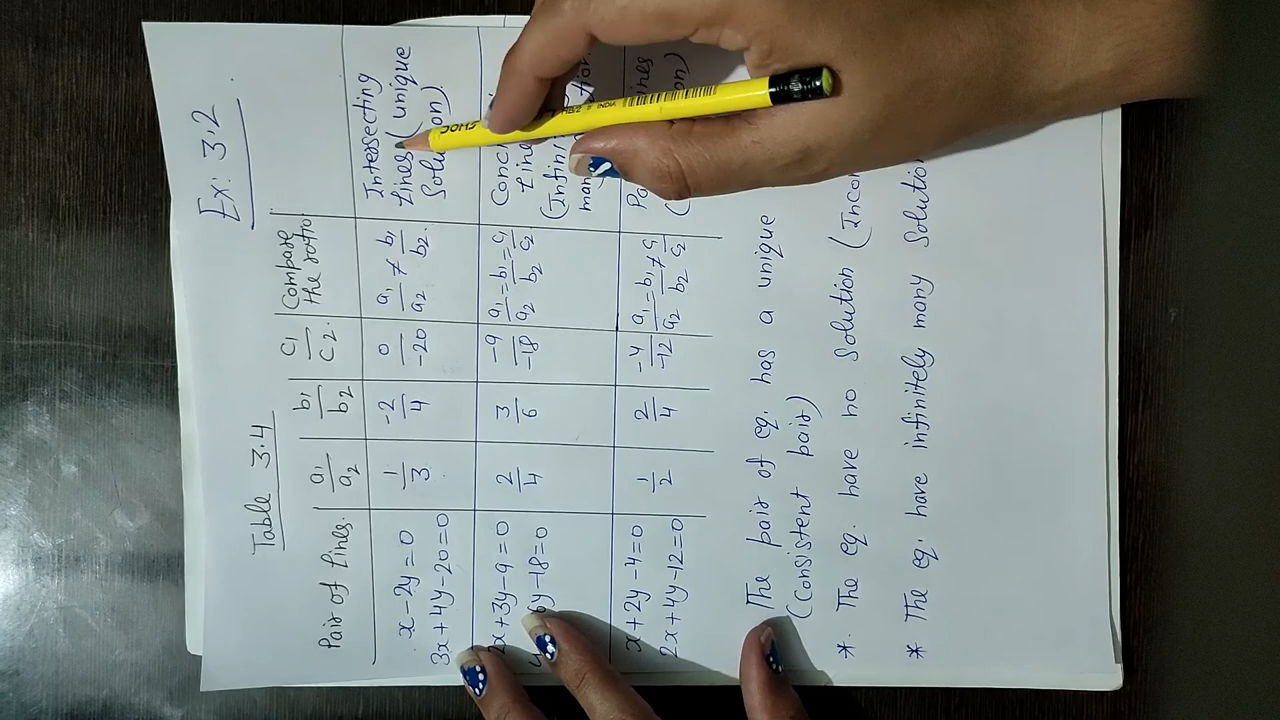 Ex: 3.2
Table 3.4
Pair of Lines. a1/a2 b1/b2 c1/c2. Compare the ratio
x - 2y = 0
3x + 4y - 20 = 0
1/3 -2/4 0/-20 a1/a2 ≠ b1/b2.
Intersecting
Lines (unique
2x + 3y - 9 = 0
6y - 18 = 0
2/4 3/6 -9/-18 a1/a2 = b1/b2 = c1/c2
x + 2y - 4 = 0
2x + 4y - 12 = 0
1/2 2/4 -4/-12 a1/a2 = b1/b2 ≠ c1/c2
The pair of eq. has a unique
(Consistent pair)
*. The eq. have no Solution (
* The eq. have infinitely many
DOMS
INDIA